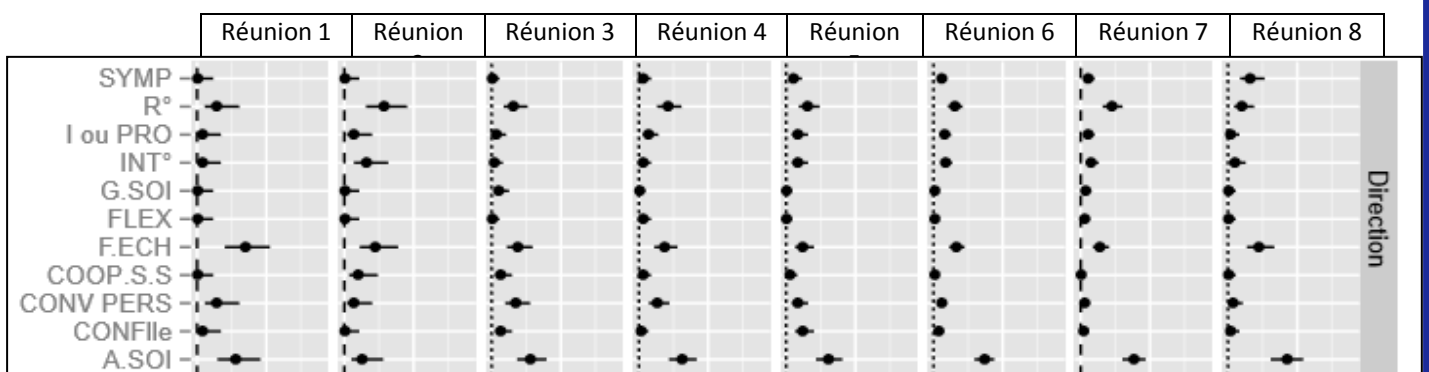 Réunion 1 Réunion Réunion 3 Réunion 4 Réunion Réunion 6 Réunion 7 Réunion 8
SYMP
R°
I ou PRO
INT°
G.SOI
FLEX
F.ECH
COOP.S.S
CONV PERS
CONFIIe
A.SOI
Direction